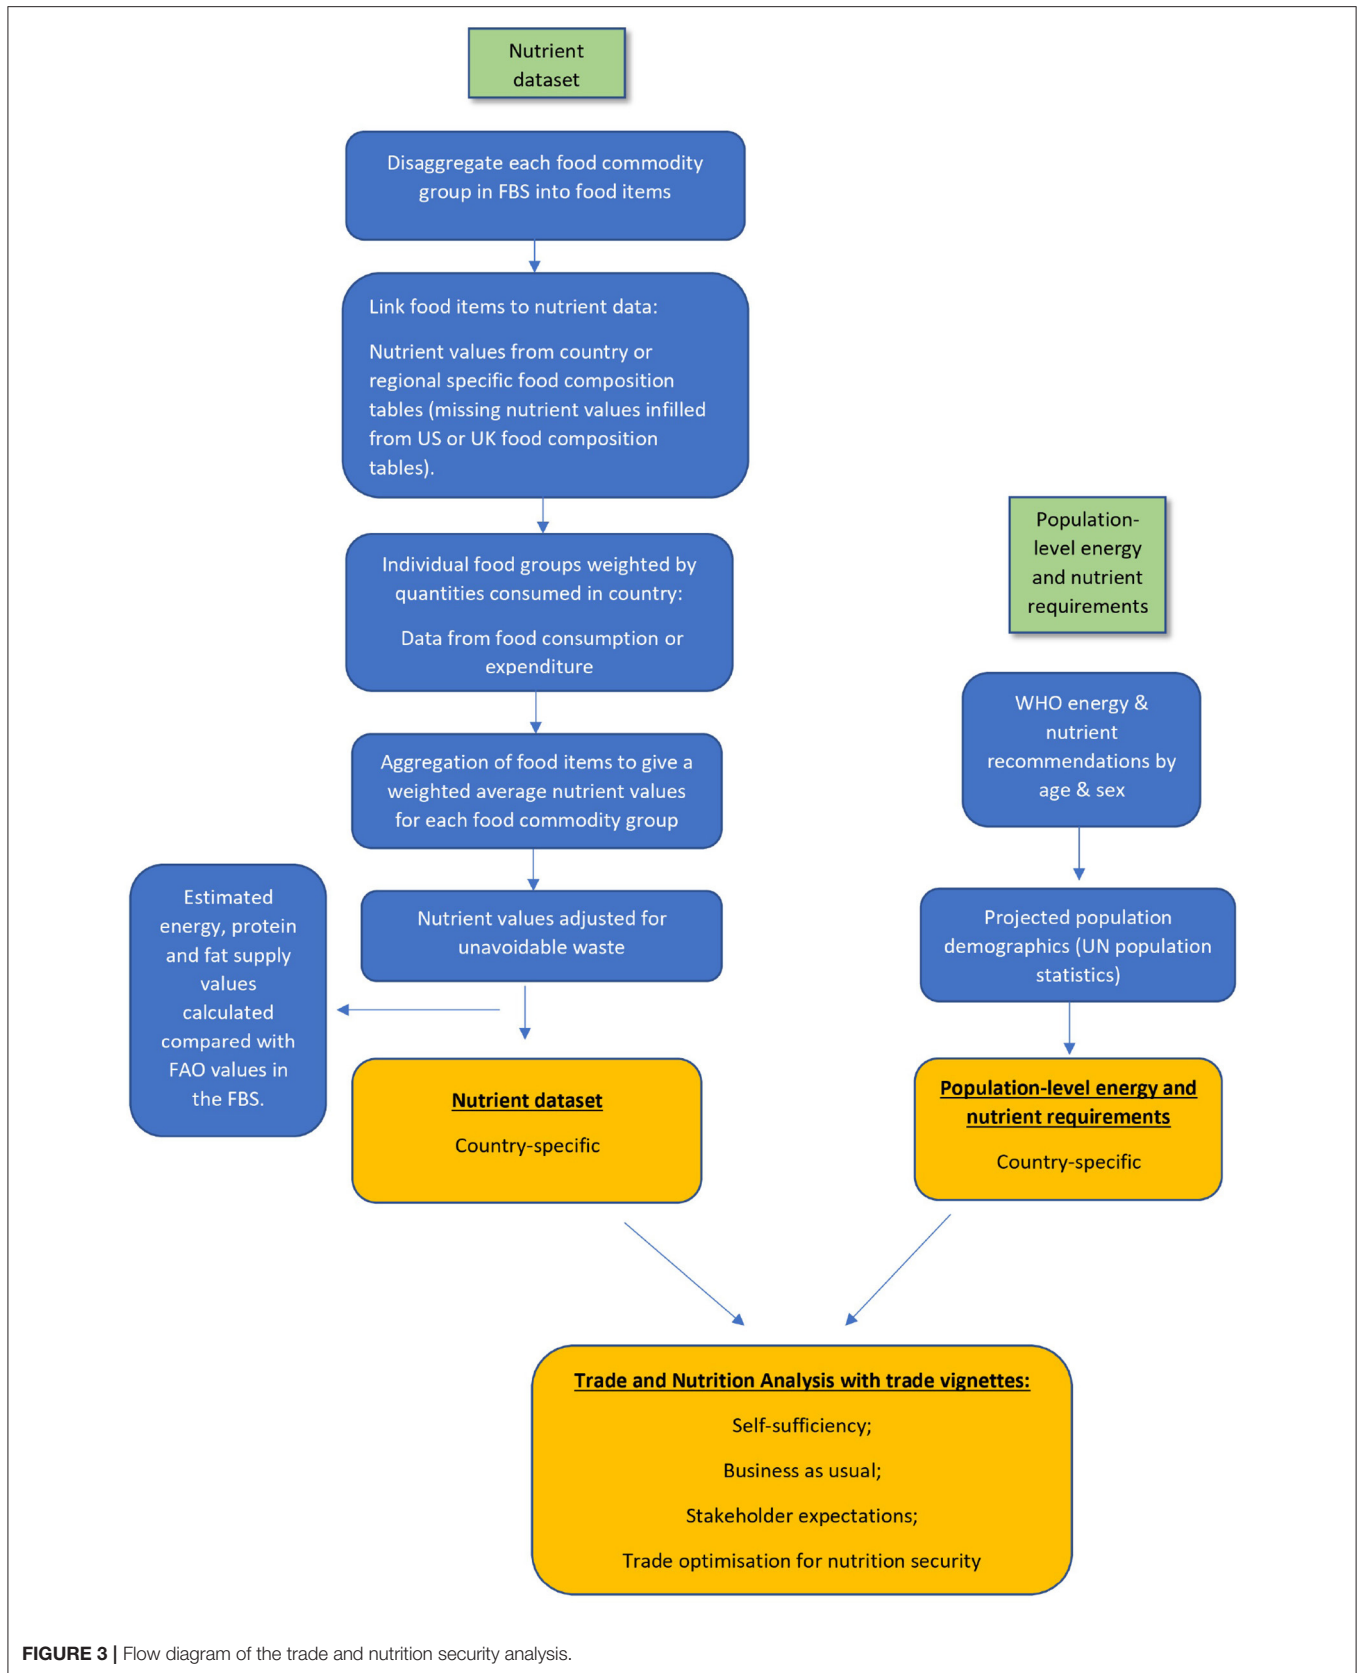 Nutrient
dataset
Disaggregate each food commodity
group in FBS into food items
Link food items to nutrient data:
Nutrient values from country or
regional specific food composition
tables (missing nutrient values infilled
from US or UK food composition
tables).
Individual food groups weighted by
quantities consumed in country:
Data from food consumption or
expenditure
Aggregation of food items to give a
weighted average nutrient values
for each food commodity group
Nutrient values adjusted for
unavoidable waste
Estimated
energy, protein
and fat supply
values
calculated
compared with
FAO values in
the FBS.
Nutrient dataset
Country-specific
Population-
level energy
and nutrient
requirements
WHO energy &
nutrient
recommendations by
age & sex
Projected population
demographics (UN population
statistics)
Population-level energy and
nutrient requirements
Country-specific
Trade and Nutrition Analysis with trade vignettes:
Self-sufficiency;
Business as usual;
Stakeholder expectations;
Trade optimisation for nutrition security
FIGURE 3 | Flow diagram of the trade and nutrition security analysis.